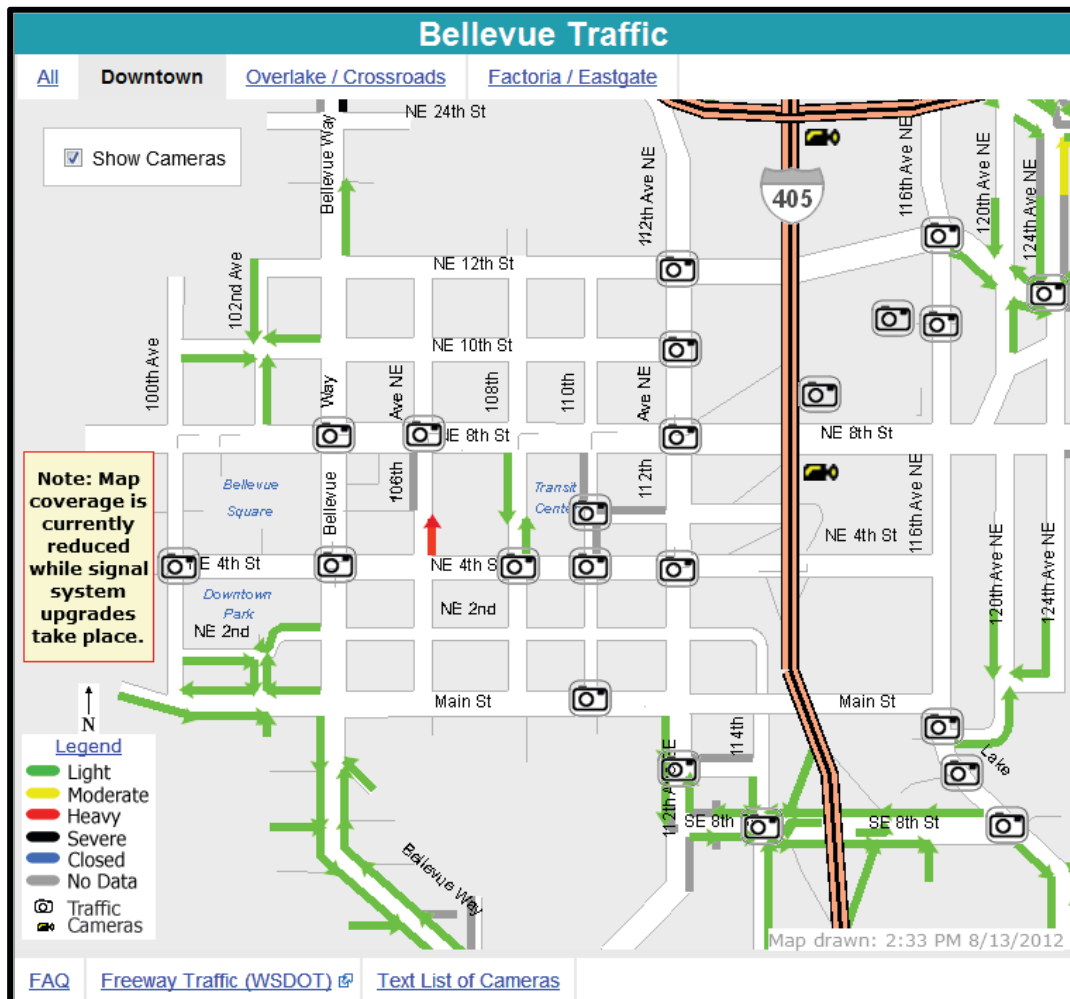 Bellevue Traffic
All
Downtown
Overlake / Crossroads
Factoria / Eastgate
Show Cameras
NE 24th St
Bellevue Way
112th Ave NE
405
116th Ave NE
120th Ave NE
124th Ave NE
NE 12th St
102nd Ave
100th Ave
NE 10th St
Way
Ave NE
108th
110th
Ave NE
NE 8th St
NE 8th St
Note: Map
coverage is
currently
reduced
while signal
system
upgrades
take place.
Bellevue
Square
Bellevue
106th
Transit
Center
112th
116th Ave NE
NE 4th St
NE 4th St
NE 4th S
Downtown
Park
NE 2nd
NE 2nd
120th Ave NE
124th Ave NE
N
Main St
Main St
114th
Lake
112th Ave NE
SE 8th
SE 8th St
Bellevue Way
Legend
Light
Moderate
Heavy
Severe
Closed
No Data
Traffic
Cameras
Map drawn: 2:33 PM 8/13/2012
FAQ
Freeway Traffic (WSDOT)
Text List of Cameras